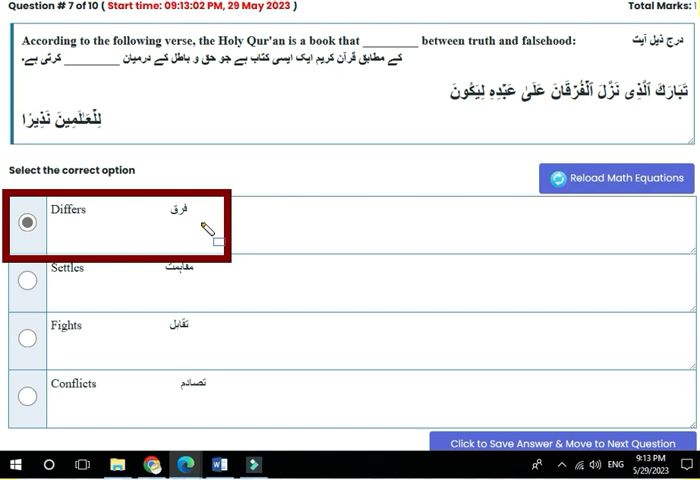 Question # 7 of 10 ( Start time: 09:13:02 PM, 29 May 2023 )
Total Marks: 1
According to the following verse, the Holy Qur'an is a book that ________ between truth and falsehood: درج ذیل آیت
کے مطابق قرآن کریم ایک ایسی کتاب ہے جو حق و باطل کے درمیان ________ کرتی ہے۔
تَبَارَكَ ٱلَّذِى نَزَّلَ ٱلْفُرْقَانَ عَلَىٰ عَبْدِهِ لِيَكُونَ
لِلْعَـٰلَمِينَ نَذِيرًا
Select the correct option
Reload Math Equations
Differs فرق
Settles مفاہمت
Fights تقابل
Conflicts تصادم
Click to Save Answer & Move to Next Question
ENG
9:13 PM
5/29/2023